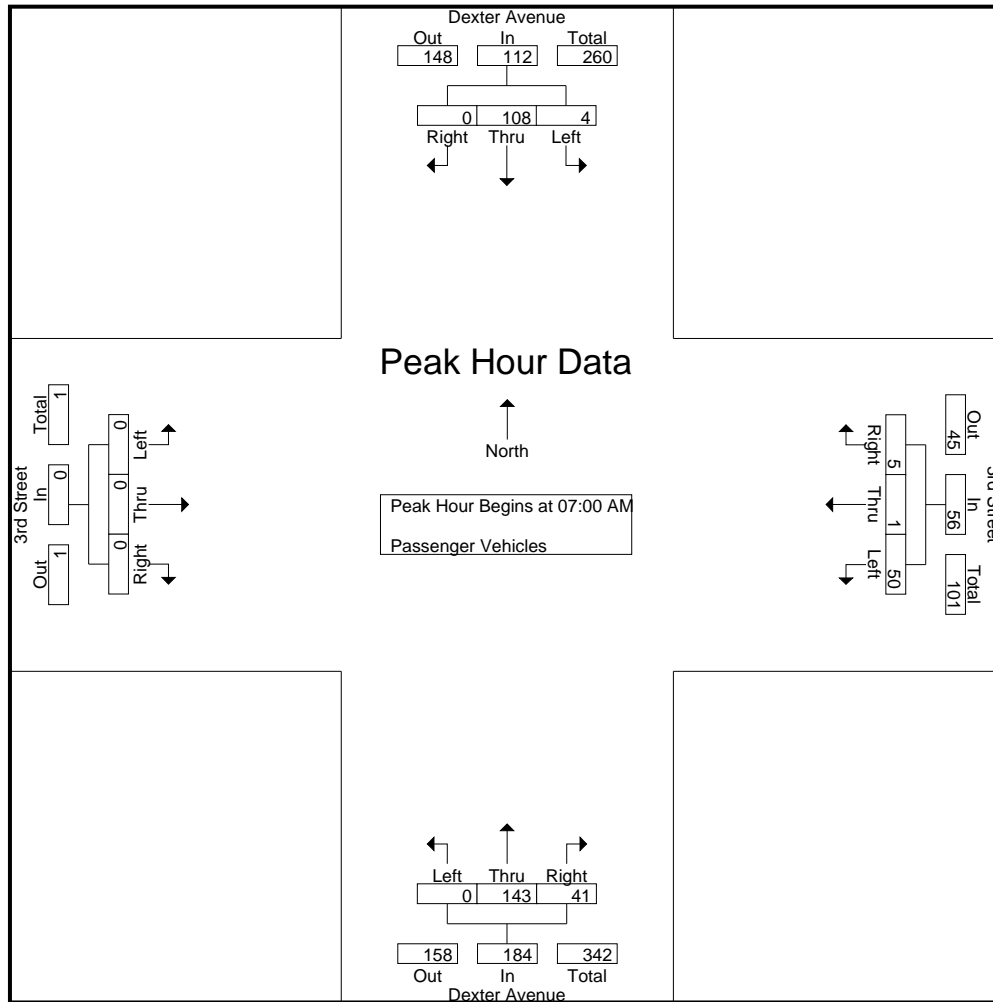 Dexter Avenue
Out In Total
148 112 260
0 108 4
Right Thru Left
Peak Hour Data
North
Peak Hour Begins at 07:00 AM
Passenger Vehicles
3rd Street
Out In Total
1 0 1
0 0 0
Right Thru Left
3rd Street
Out In Total
45 56 101
5 1 50
Right Thru Left
Left Thru Right
0 143 41
158 184 342
Out In Total
Dexter Avenue